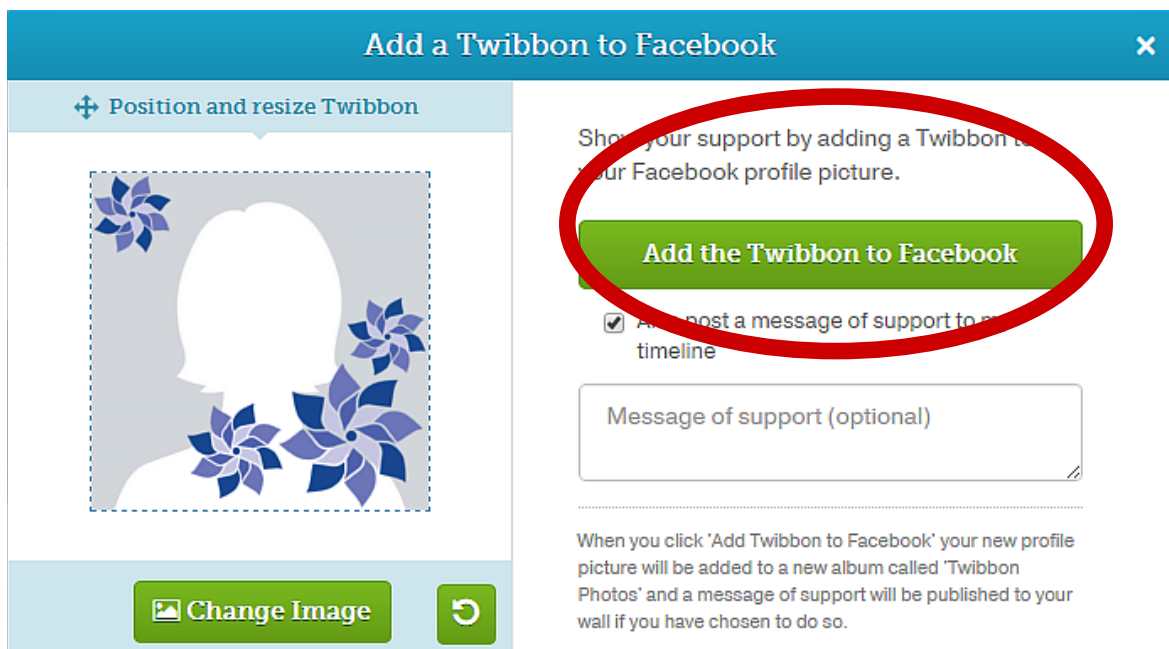 Add a Twibbon to Facebook
Position and resize Twibbon
Show your support by adding a Twibbon to
your Facebook profile picture.
Add the Twibbon to Facebook
post a message of support to
timeline
Message of support (optional)
When you click 'Add Twibbon to Facebook' your new profile
picture will be added to a new album called 'Twibbon
Photos' and a message of support will be published to your
wall if you have chosen to do so.
Change Image